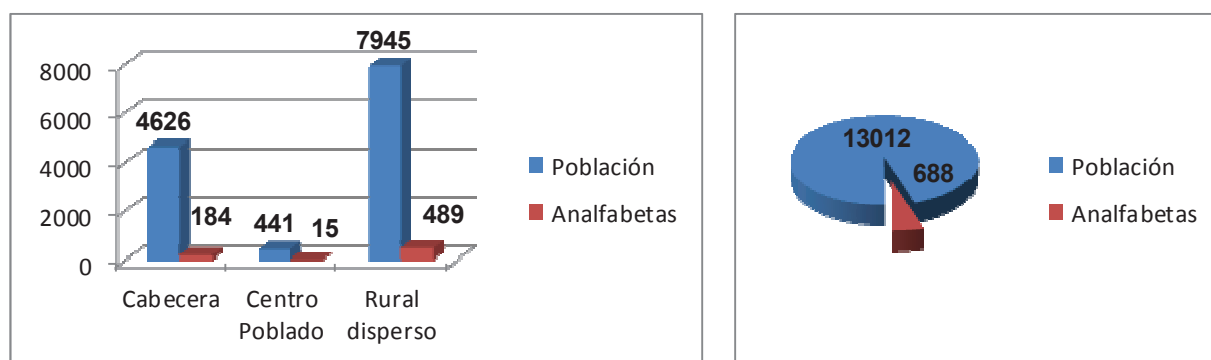 7945
8000
6000
4626
4000
2000
184
441
15
489
0
Cabecera
Centro
Poblado
Rural
disperso
Población
Analfabetas
13012
688
Población
Analfabetas